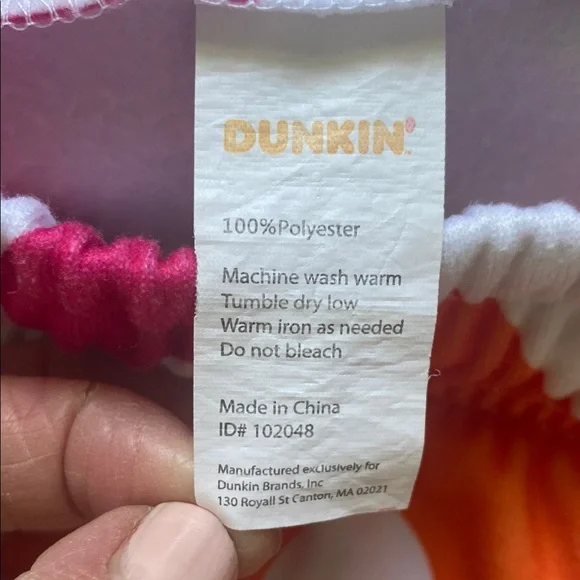 DUNKIN'™
100%Polyester
Machine wash warm
Tumble dry low
Warm iron as needed
Do not bleach
Made in China
ID# 102048
Manufactured exclusively for
Dunkin Brands, Inc
130 Royall St Canton, MA 02021